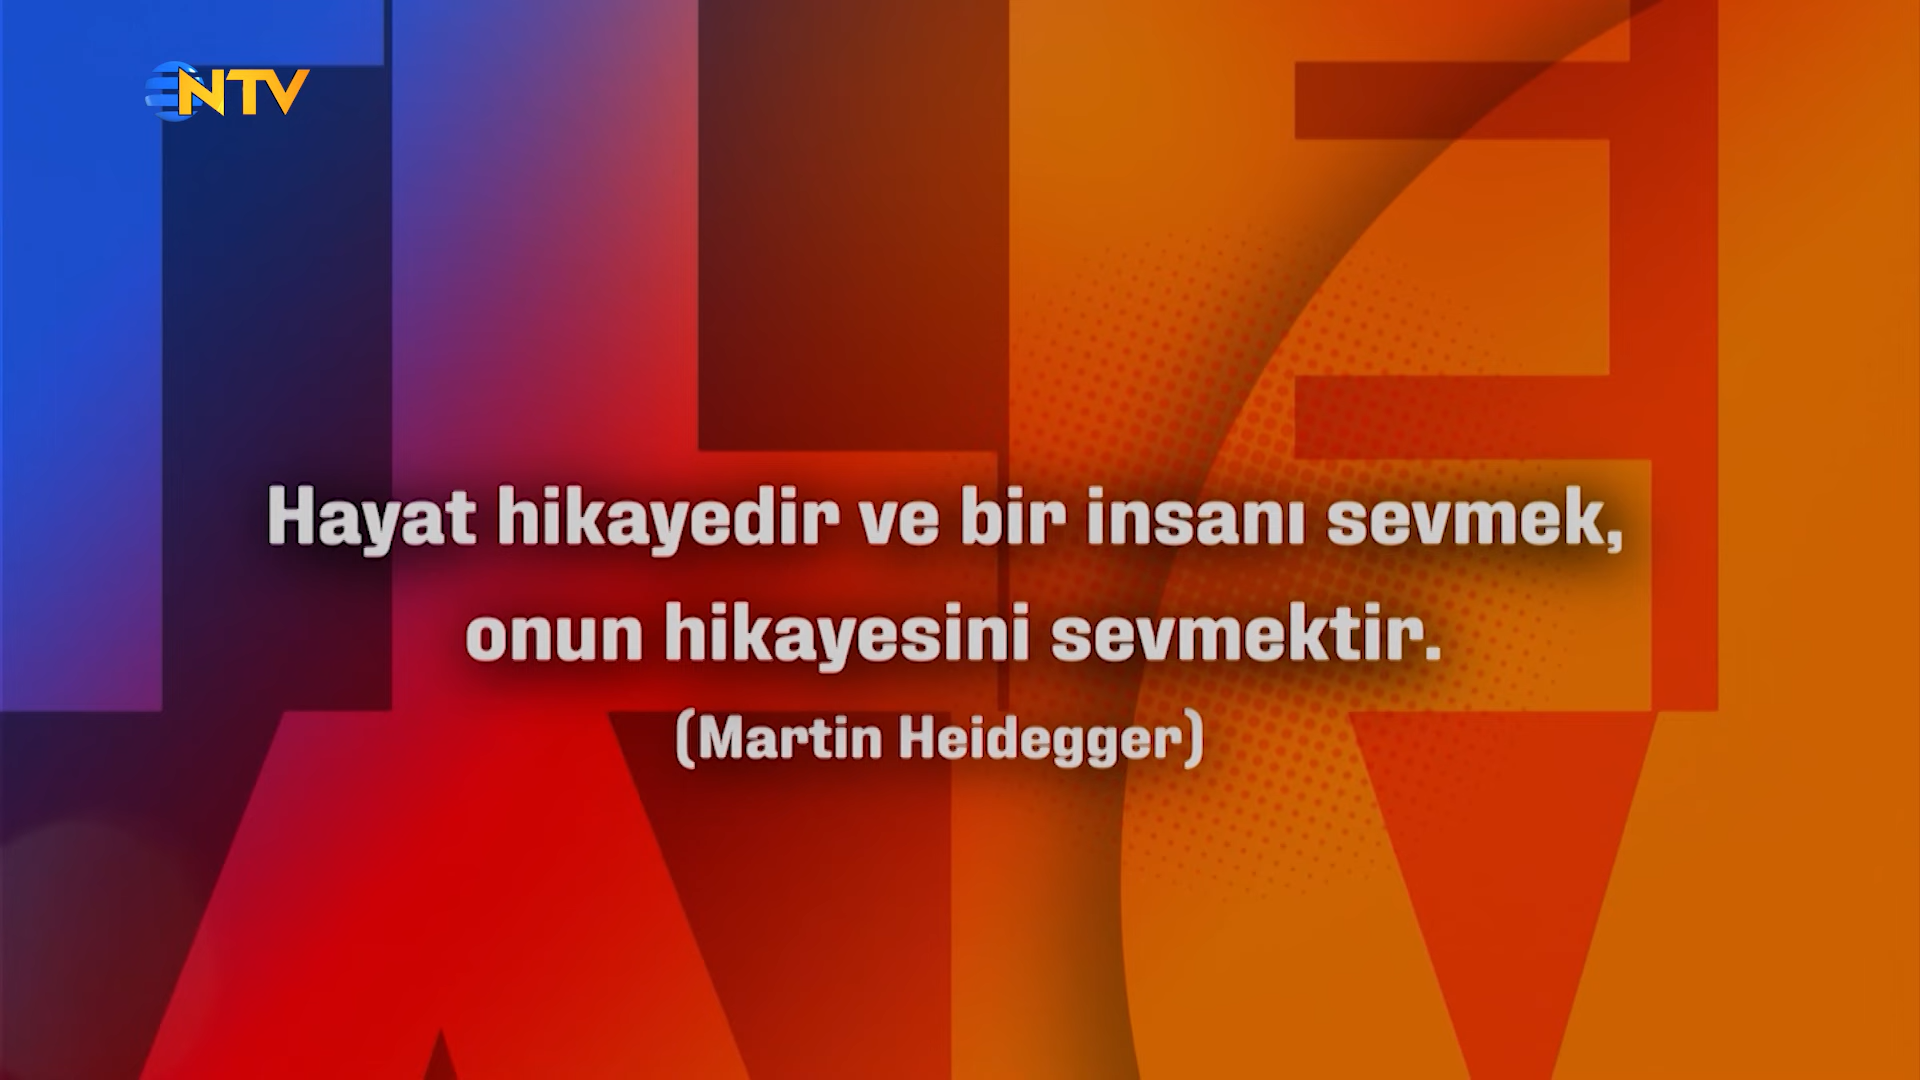 NTV
Hayat hikayedir ve bir insanı sevmek,
onun hikayesini sevmektir.
(Martin Heidegger)